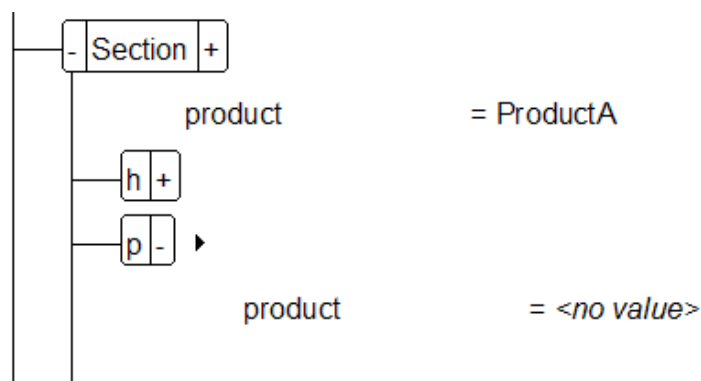 - Section +
product = ProductA
h +
p -
product = <no value>